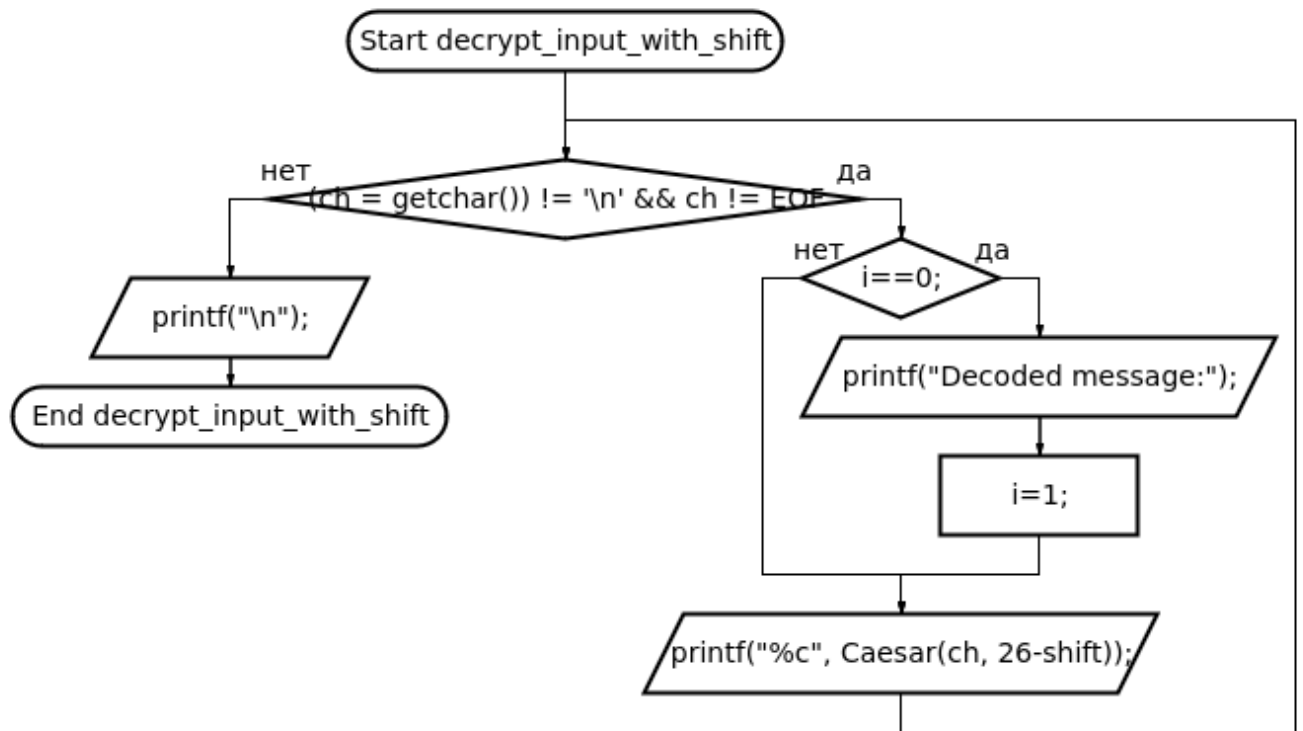 Start decrypt_input_with_shift
нет
да
(ch = getchar()) != '\n' && ch != EOF
нет
да
i==0;
printf("\n");
printf("Decoded message:");
End decrypt_input_with_shift
i=1;
printf("%c", Caesar(ch, 26-shift));